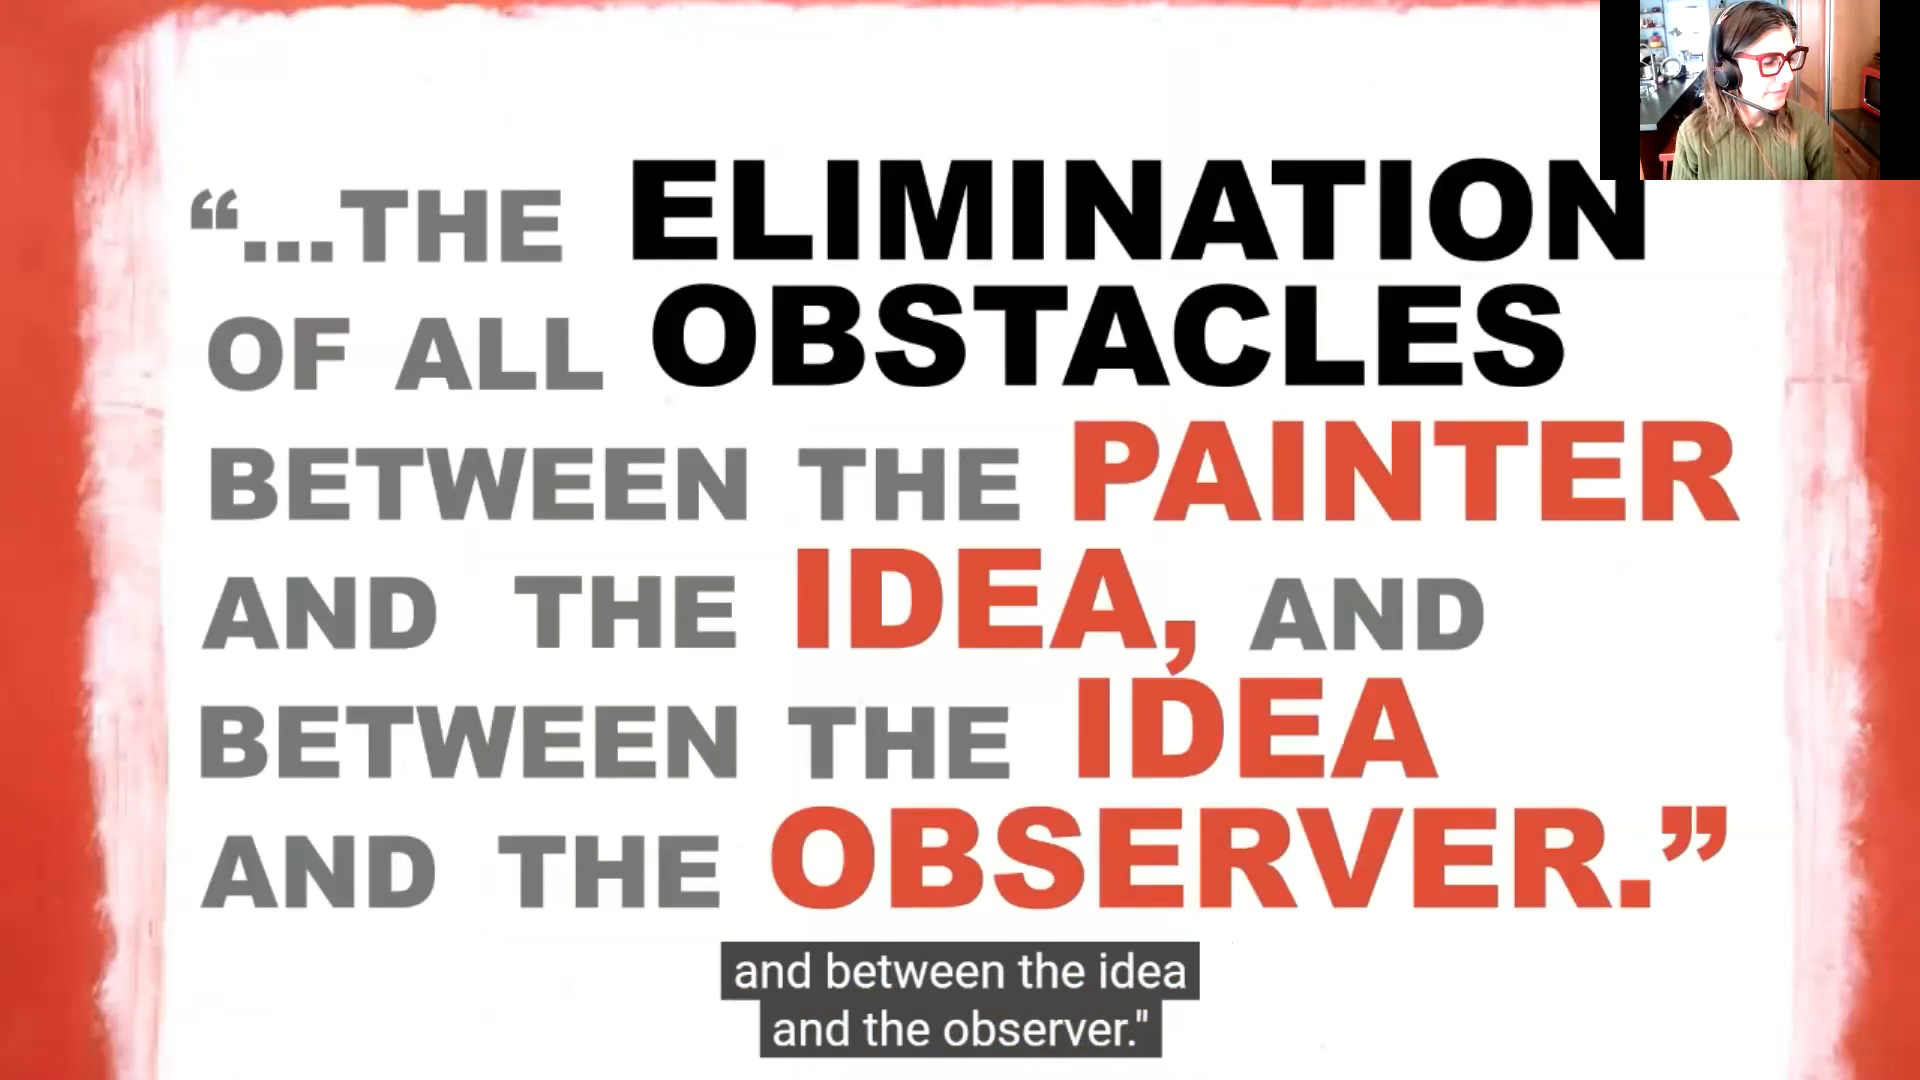 “...THE ELIMINATION
OF ALL OBSTACLES
BETWEEN THE PAINTER
AND THE IDEA, AND
BETWEEN THE IDEA
AND THE OBSERVER.”
and between the idea
and the observer."